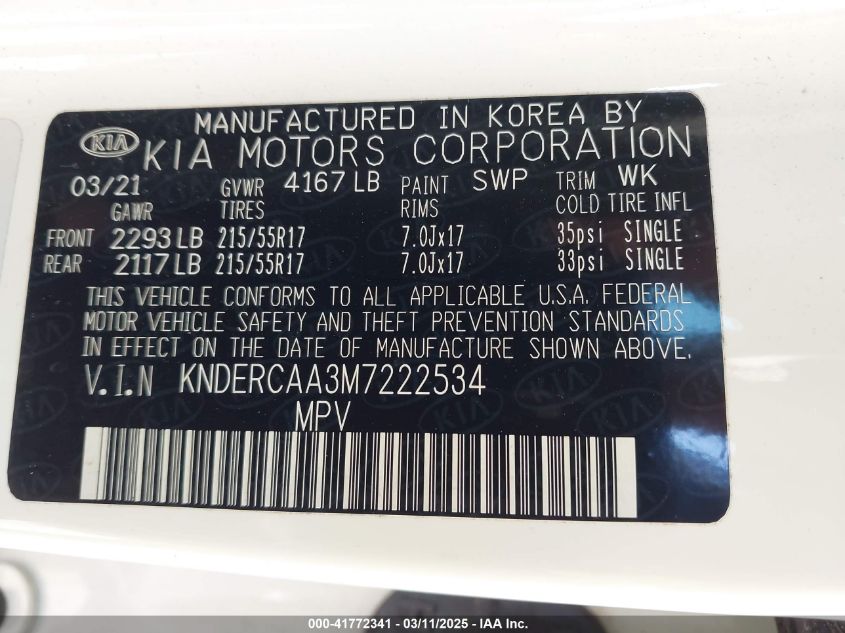 MANUFACTURED IN KOREA BY
KIA KIA MOTORS CORPORATION
03/21 GVWR 4167 LB PAINT SWP TRIM WK
GAWR TIRES RIMS COLD TIRE INFL
FRONT 2293 LB 215/55R17 7.0Jx17 35psi SINGLE
REAR 2117 LB 215/55R17 7.0Jx17 33psi SINGLE
THIS VEHICLE CONFORMS TO ALL APPLICABLE U.S.A. FEDERAL
MOTOR VEHICLE SAFETY AND THEFT PREVENTION STANDARDS
IN EFFECT ON THE DATE OF MANUFACTURE SHOWN ABOVE.
V.I.N KNDERCAA3M7222534
MPV
000-41772341 - 03/11/2025 - IAA Inc.